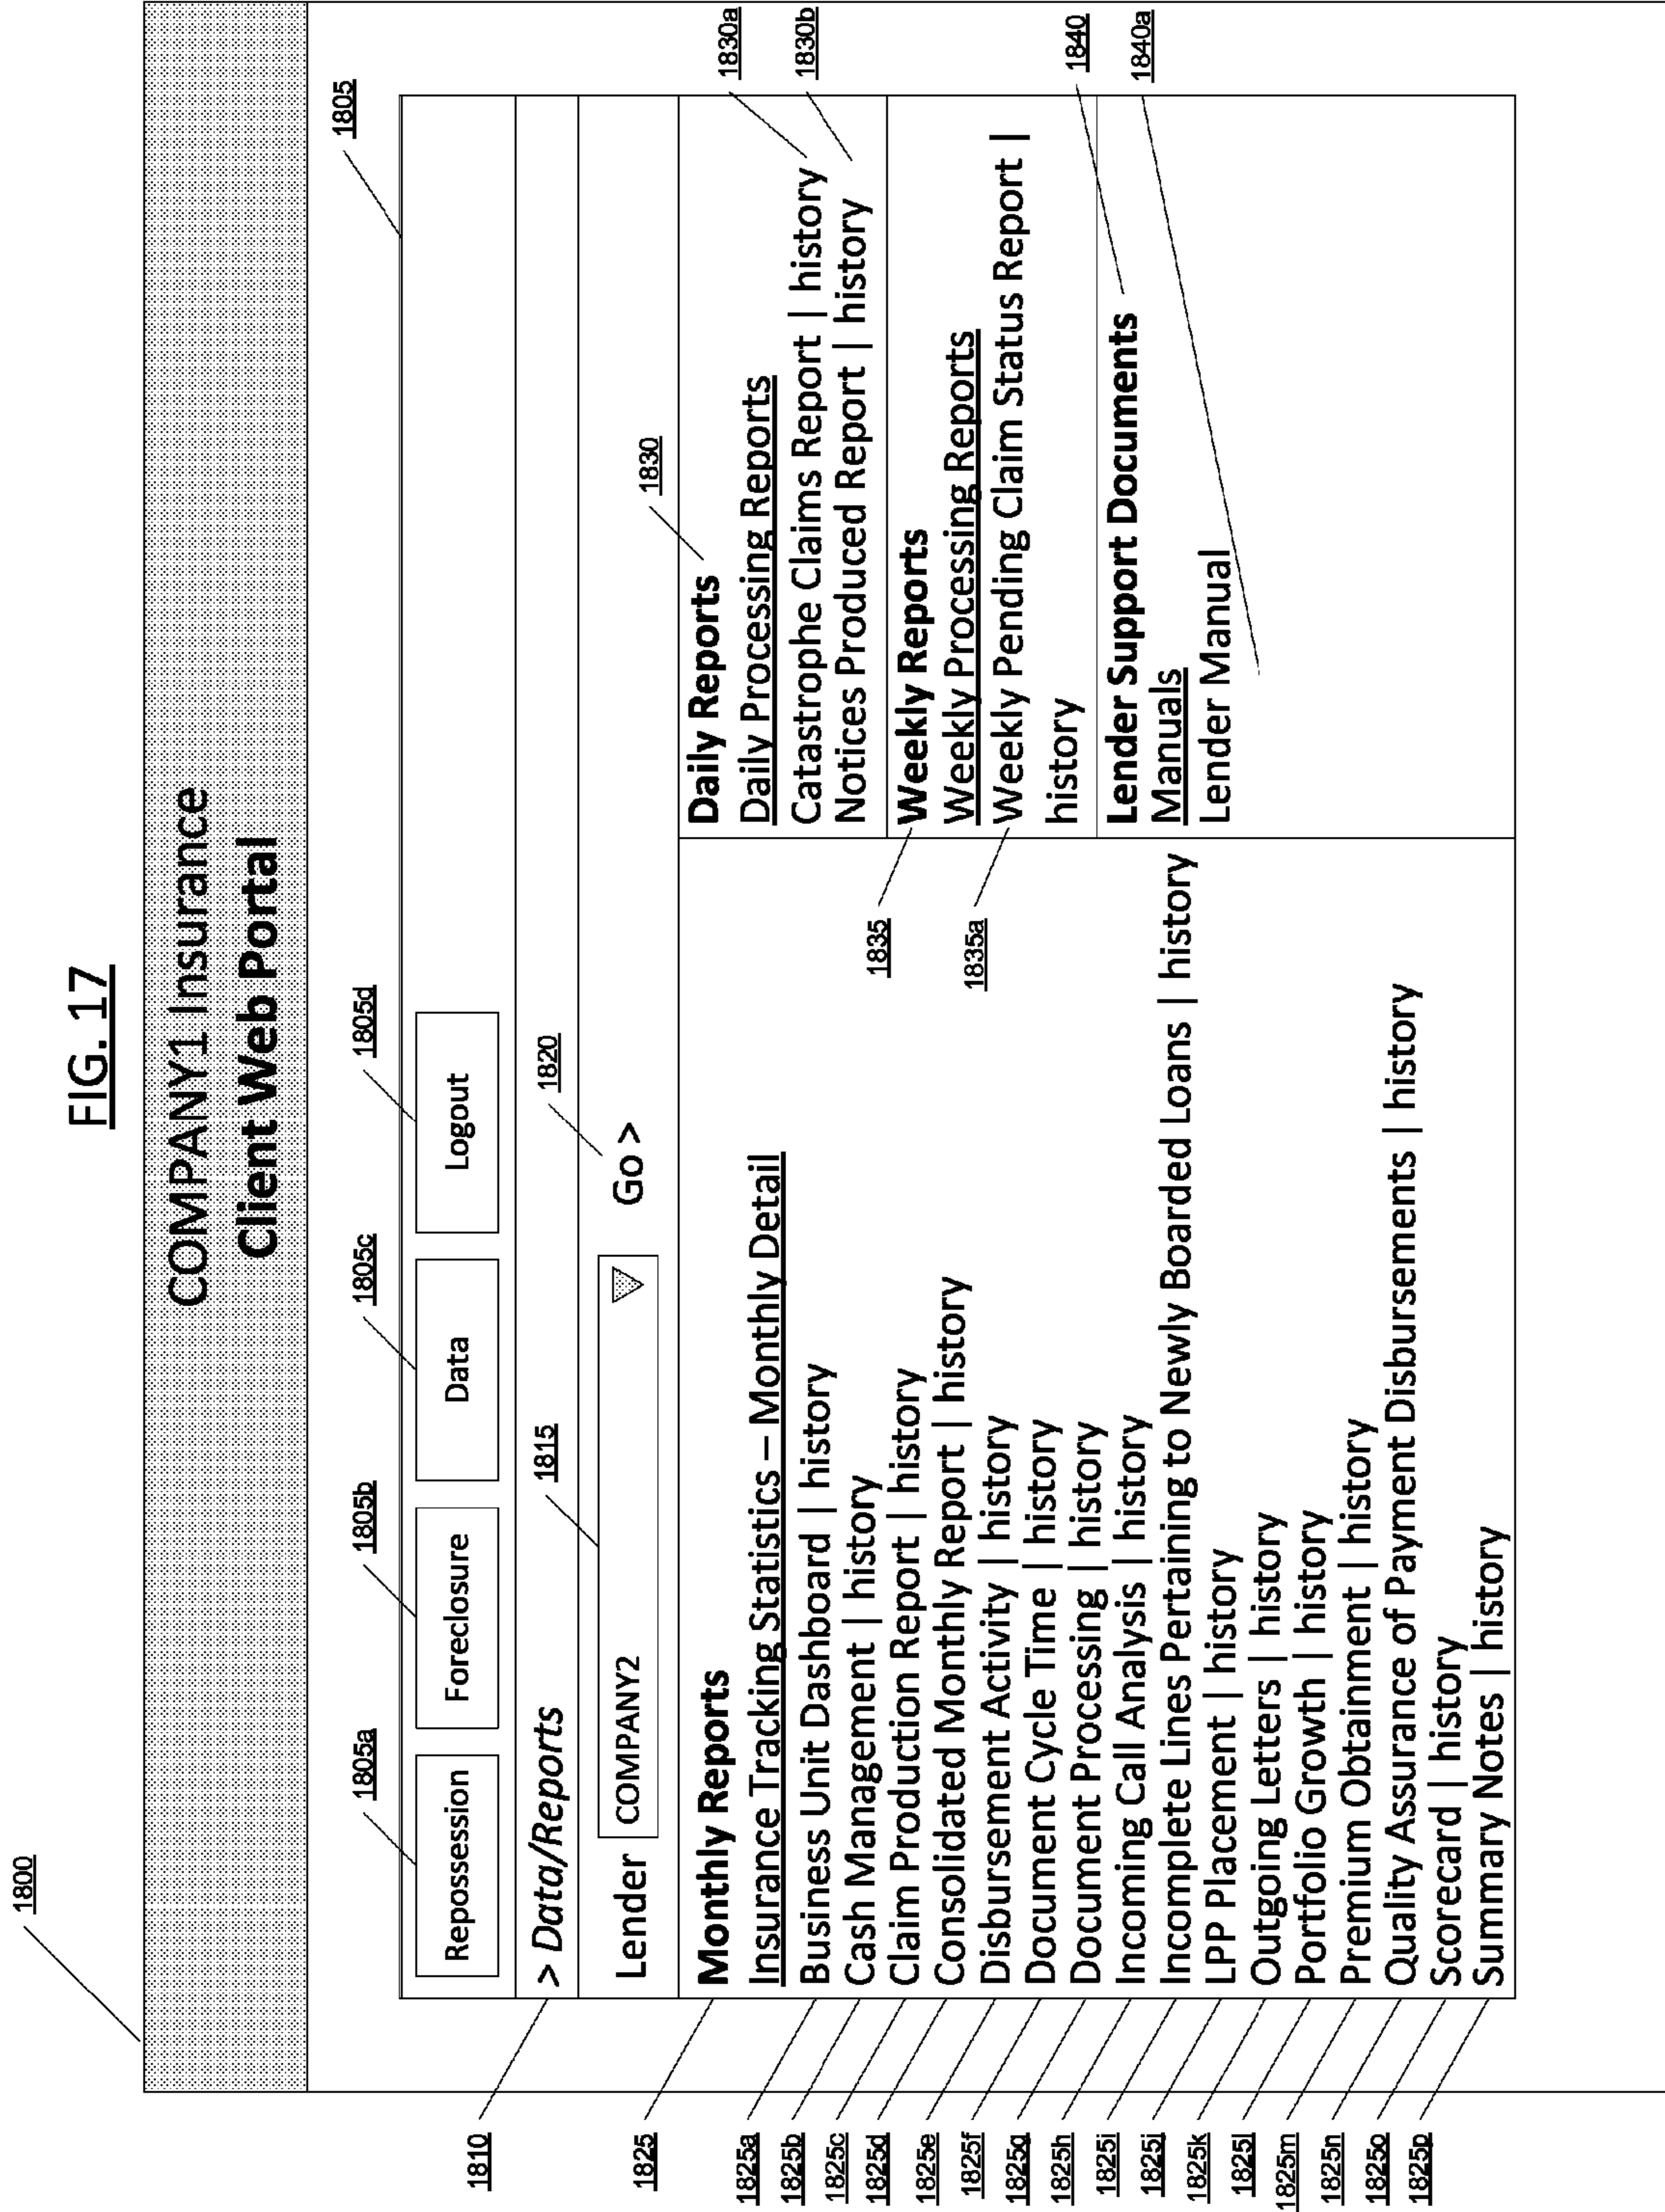 FIG. 17
1800
COMPANY1 Insurance
Client Web Portal
1805
1805a
1805b
1805c
1805d
Repossession
Foreclosure
Data
Logout
1810
> Data/Reports
1815
1820
Lender
COMPANY2
Go >
1825
Monthly Reports
Insurance Tracking Statistics – Monthly Detail
1825a
Business Unit Dashboard | history
1825b
Cash Management | history
1825c
Claim Production Report | history
1825d
Consolidated Monthly Report | history
1825e
Disbursement Activity | history
1825f
Document Cycle Time | history
1825g
Document Processing | history
1825h
Incoming Call Analysis | history
1825i
Incomplete Lines Pertaining to Newly Boarded Loans | history
1825j
LPP Placement | history
1825k
Outgoing Letters | history
1825l
Portfolio Growth | history
1825m
Premium Obtainment | history
1825n
Quality Assurance of Payment Disbursements | history
1825o
Scorecard | history
1825p
Summary Notes | history
1830
Daily Reports
Daily Processing Reports
Catastrophe Claims Report | history
1830a
Notices Produced Report | history
1830b
1835
Weekly Reports
Weekly Processing Reports
1835a
Weekly Pending Claim Status Report |
history
1840
Lender Support Documents
Manuals
Lender Manual
1840a